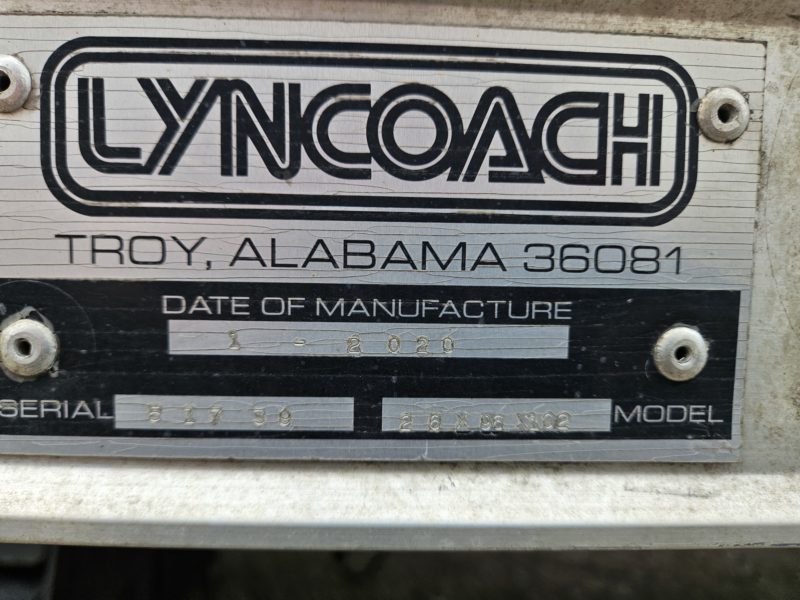 LYNCOACH
TROY, ALABAMA 36081
DATE OF MANUFACTURE
1 - 2020
SERIAL MODEL